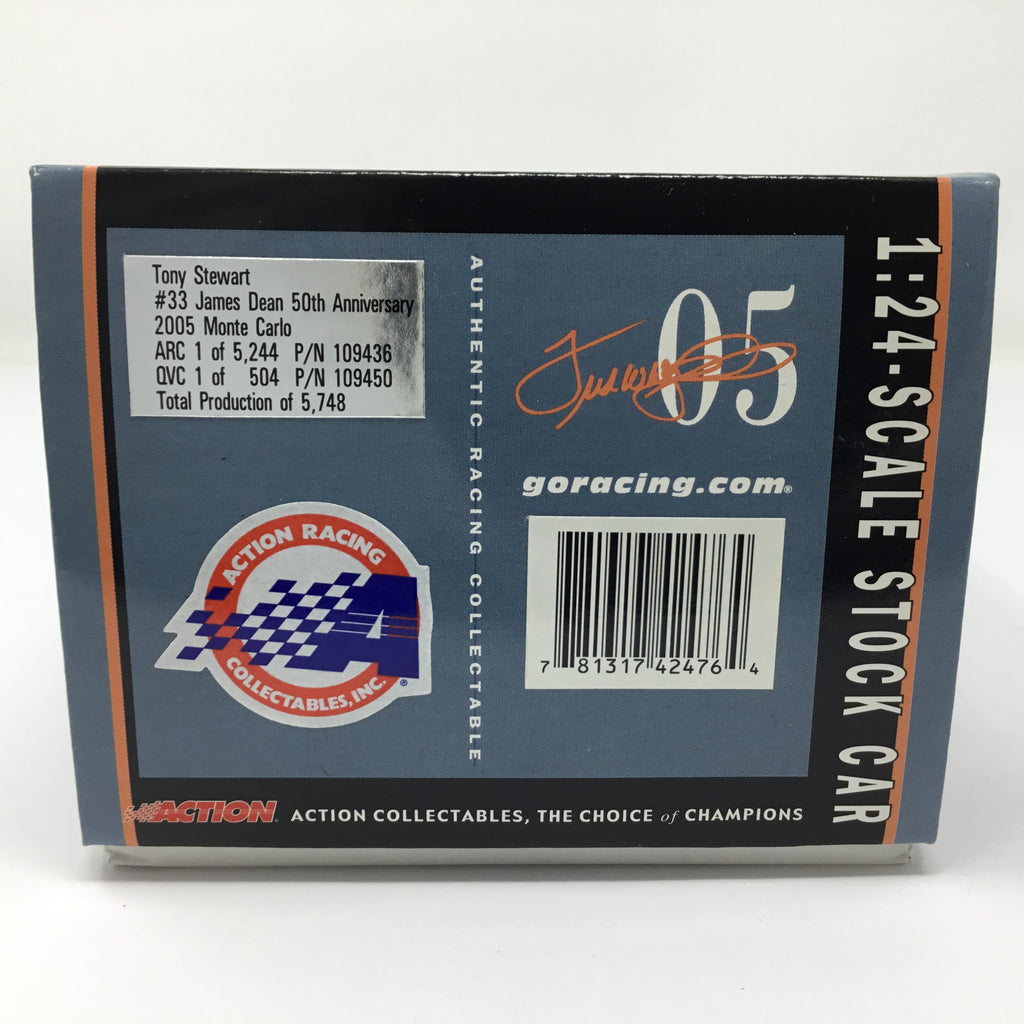 Tony Stewart
#33 James Dean 50th Anniversary
2005 Monte Carlo
ARC 1 of 5,244 P/N 109436
QVC 1 of 504 P/N 109450
Total Production of 5,748
ACTION RACING
COLLECTABLES, INC.®
AUTHENTIC RACING COLLECTABLE
05
goracing.com®
7 81317 42476 4
1:24-SCALE STOCK CAR
ACTION
ACTION COLLECTABLES, THE CHOICE of CHAMPIONS